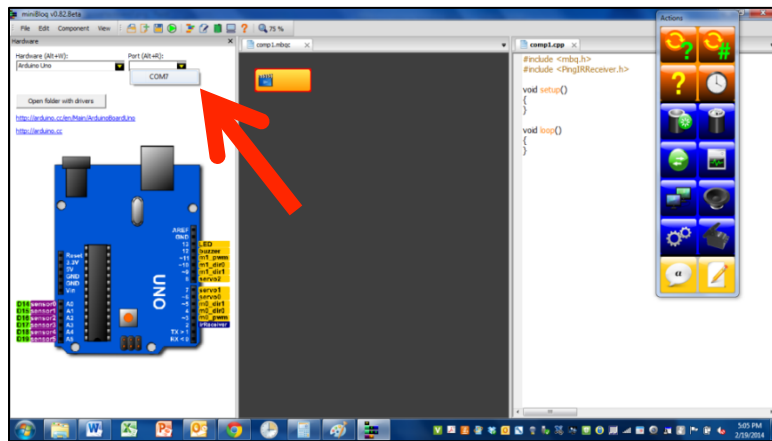 miniBloq v0.82.Beta
File Edit Component View
75 %
Hardware
Hardware (Alt+W): Port (Alt+R):
Arduino Uno
COM7
Open folder with drivers
http://arduino.cc/en/Main/ArduinoBoardUno
http://arduino.cc
AREF
GND
13 LED
12 buzzer
~11 m1_pwm
~10 m1_dir0
~9 m1_dir1
8 servo2
Reset
3.3V
5V
GND
GND
Vin
UNO
7 servo1
~6 servo0
~5 m0_dir1
4 m0_dir0
~3 m0_pwm
2 irReceiver
TX > 1
RX < 0
D14 sensor0 A0
D15 sensor1 A1
D16 sensor2 A2
D17 sensor3 A3
D18 sensor4 A4
D19 sensor5 A5
comp1.mbqc
comp1.cpp
#include <mbq.h>
#include <PingIRReceiver.h>
void setup()
{
}
void loop()
{
}
Actions
?
#
?
a
5:05 PM
2/19/2014